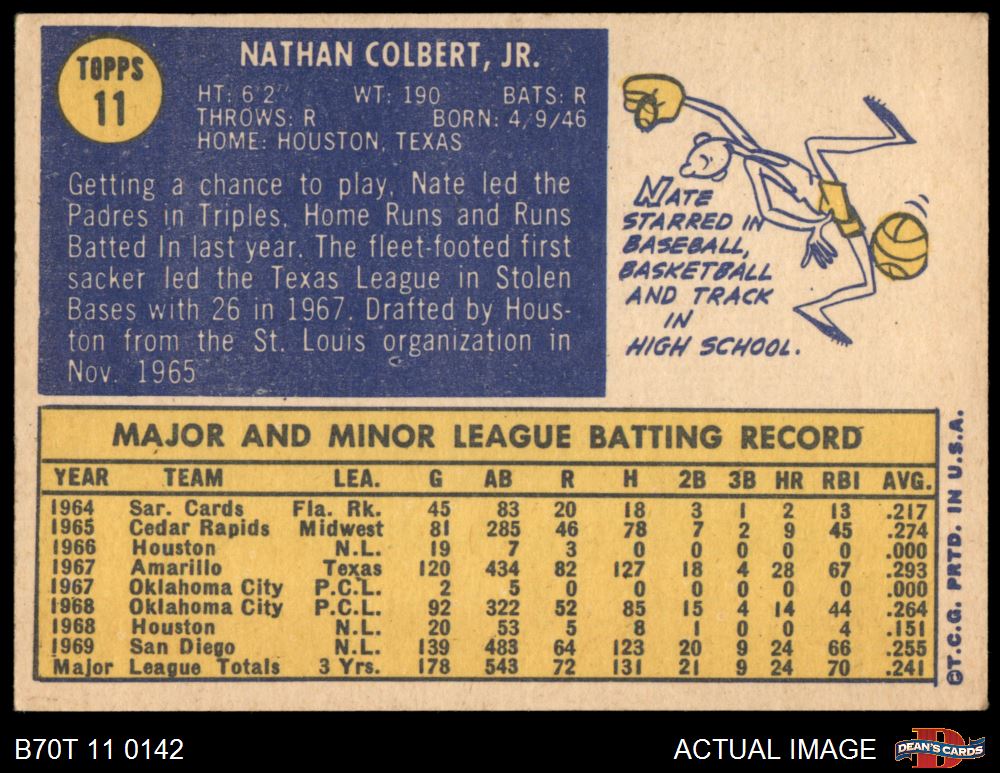 TOPPS
11
NATHAN COLBERT, JR.
HT: 6'2" WT: 190 BATS: R
THROWS: R BORN: 4/9/46
HOME: HOUSTON, TEXAS
Getting a chance to play, Nate led the
Padres in Triples, Home Runs and Runs
Batted In last year. The fleet-footed first
sacker led the Texas League in Stolen
Bases with 26 in 1967. Drafted by Hous-
ton from the St. Louis organization in
Nov. 1965
NATE
STARRED IN
BASEBALL,
BASKETBALL
AND TRACK
IN
HIGH SCHOOL.
MAJOR AND MINOR LEAGUE BATTING RECORD
YEAR TEAM LEA. G AB R H 2B 3B HR RBI AVG.
1964 Sar. Cards Fla. Rk. 45 83 20 18 3 1 2 13 .217
1965 Cedar Rapids Midwest 81 285 46 78 7 2 9 45 .274
1966 Houston N.L. 19 7 3 0 0 0 0 0 .000
1967 Amarillo Texas 120 434 82 127 18 4 28 67 .293
1967 Oklahoma City P.C.L. 2 5 0 0 0 0 0 0 .000
1968 Oklahoma City P.C.L. 92 322 52 85 15 4 14 44 .264
1968 Houston N.L. 20 53 5 8 1 0 0 4 .151
1969 San Diego N.L. 139 483 64 123 20 9 24 66 .255
Major League Totals 3 Yrs. 178 543 72 131 21 9 24 70 .241
©T.C.G. PRTD. IN U.S.A.
B70T 11 0142
ACTUAL IMAGE
D
DEAN'S CARDS